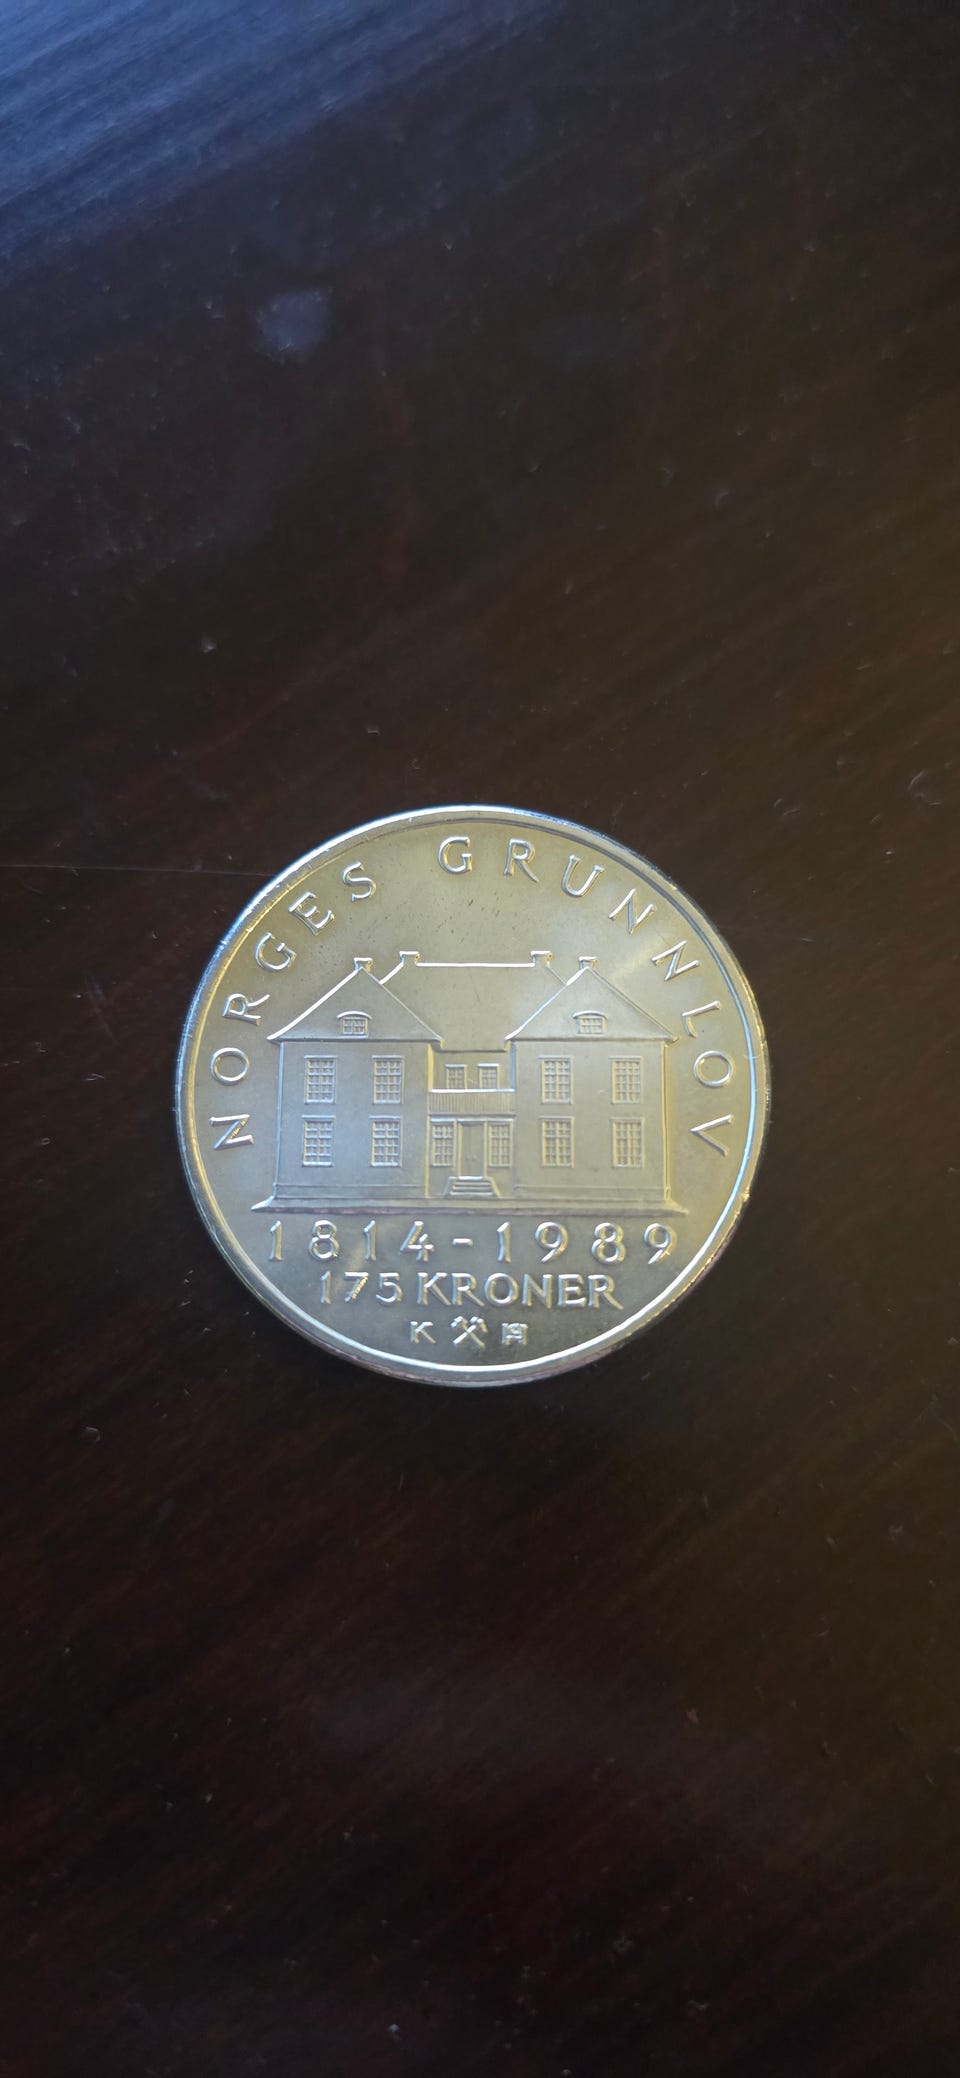 NORGES GRUNNLOV
1814-1989
175 KRONER
K